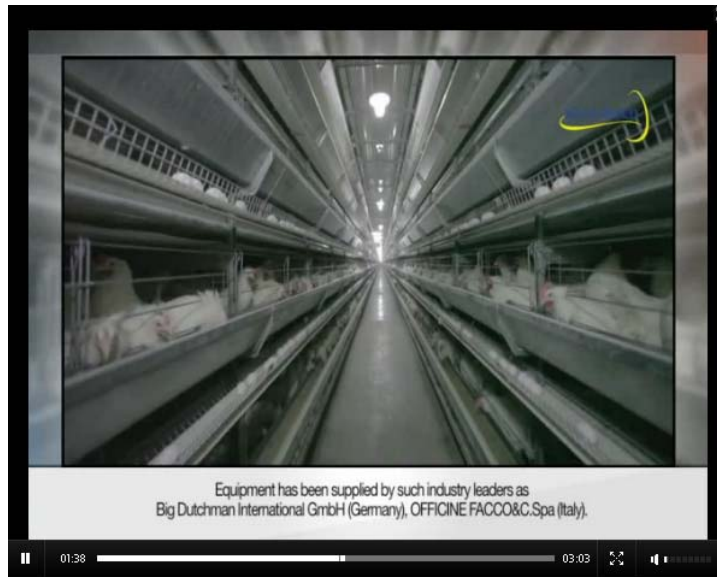 Equipment has been supplied by such industry leaders as
Big Dutchman International GmbH (Germany), OFFICINE FACCO&C.Spa (Italy).
01:38
03:03